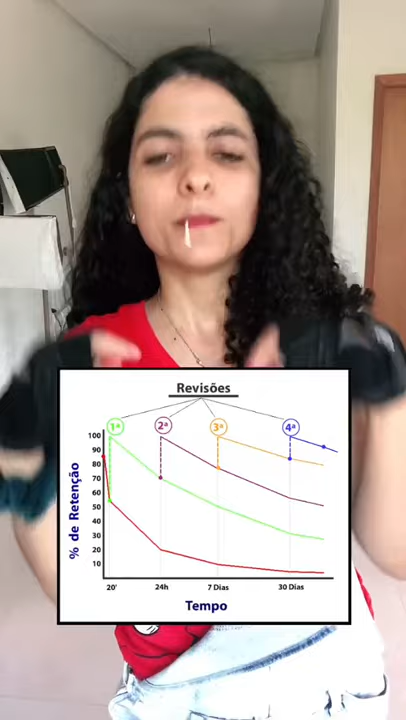 Revisões
1ª 2ª 3ª 4ª
100
90
80
70
60
50
40
30
20
10
% de Retenção
20' 24h 7 Dias 30 Dias
Tempo